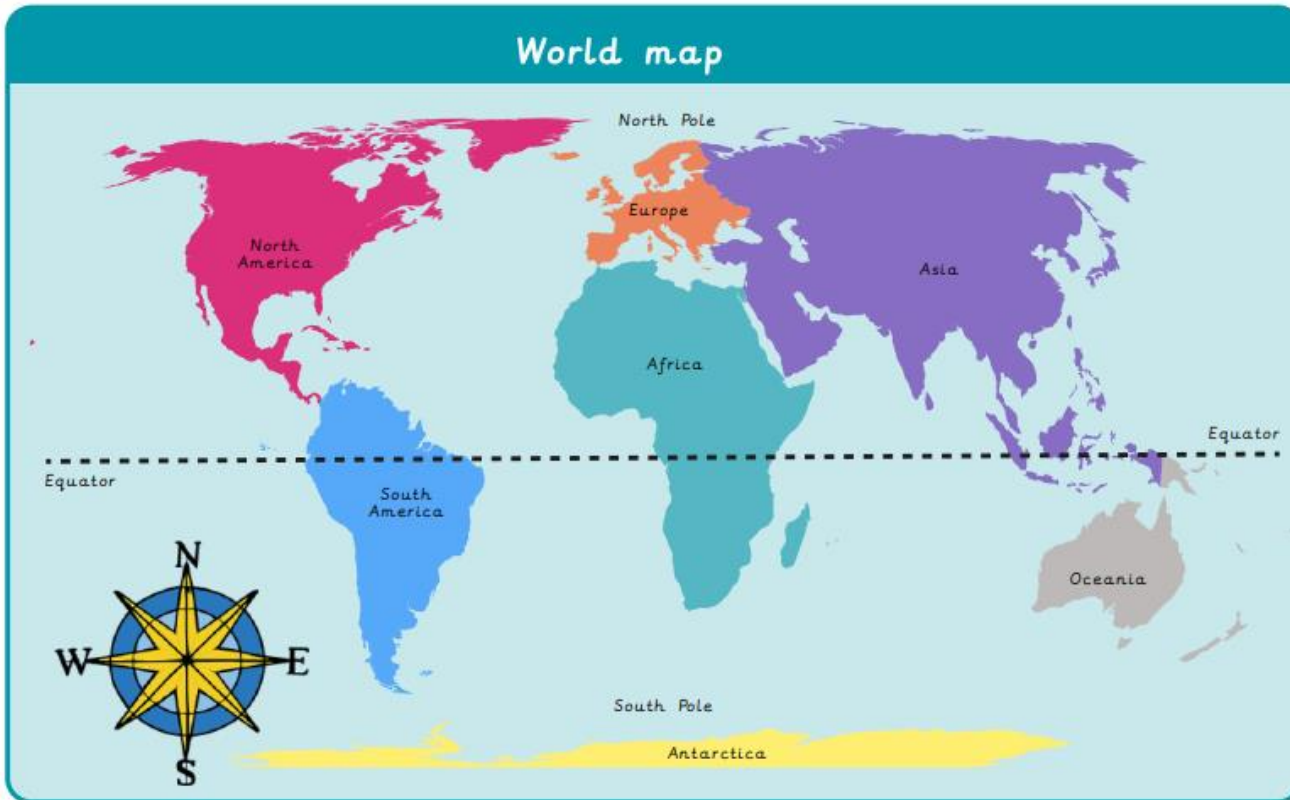 World map
North Pole
Europe
North
America
Asia
Africa
Equator
Equator
South
America
N
W
E
S
Oceania
South Pole
Antarctica